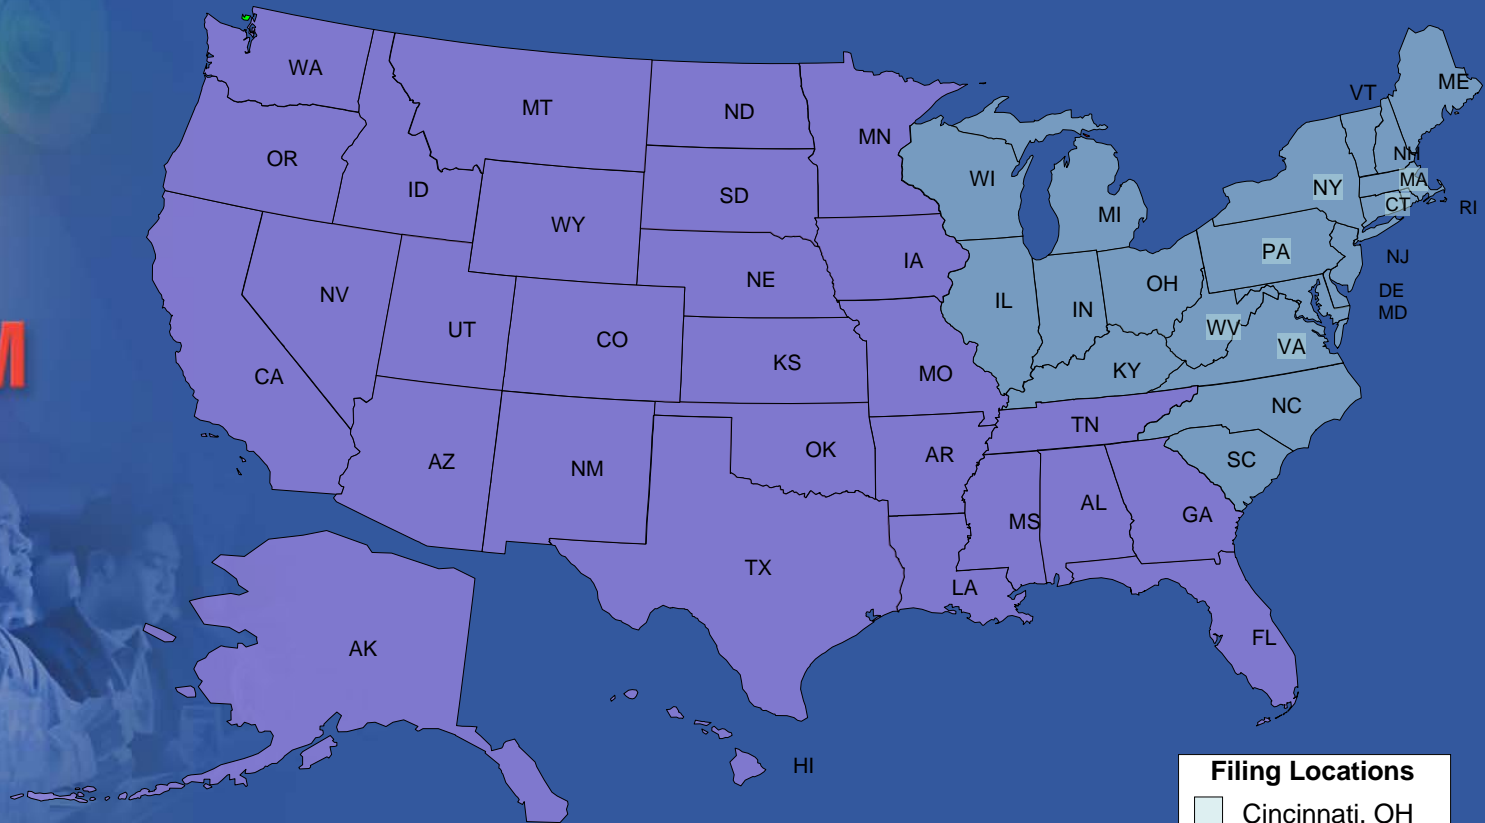 WA
MT
ND
MN
OR
ID
SD
WY
WI
MI
VT
ME
NH
NY
MA
CT
RI
IA
NE
PA
NJ
NV
UT
CO
IL
IN
OH
DE
MD
WV
VA
CA
KS
MO
KY
NC
TN
AZ
NM
OK
AR
SC
MS
AL
GA
TX
LA
FL
AK
HI
M
Filing Locations
Cincinnati, OH